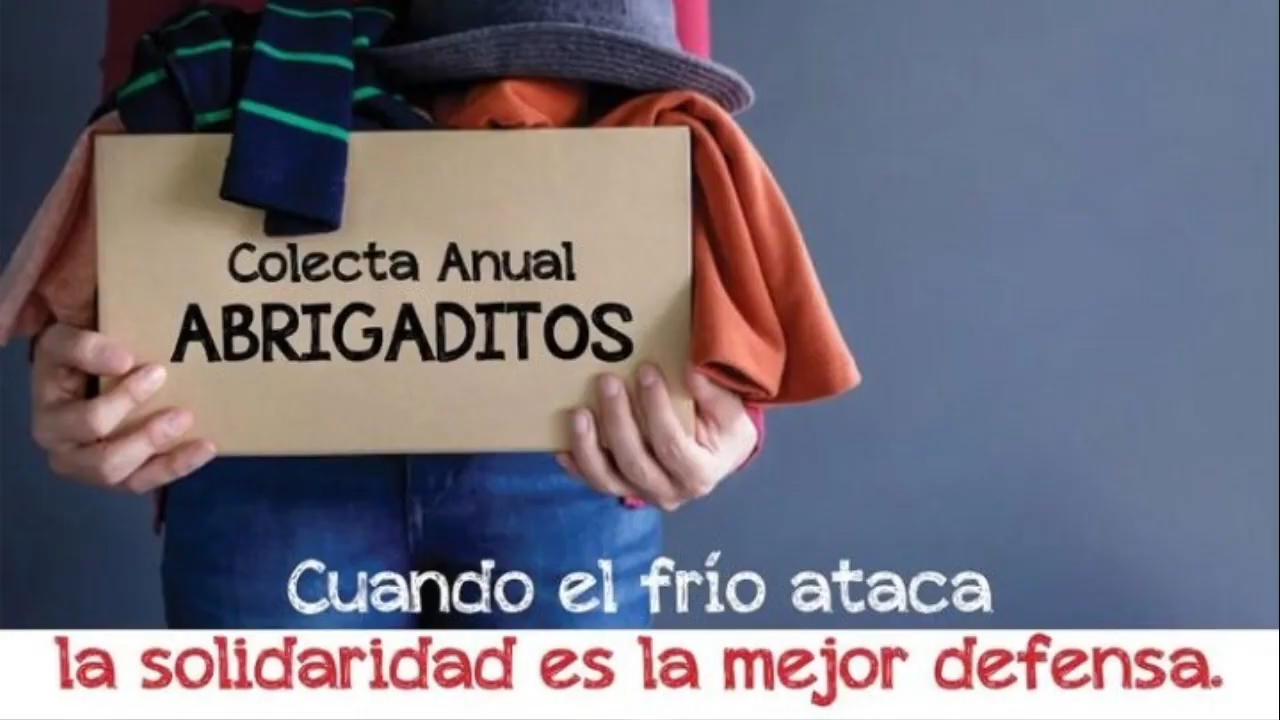 Colecta Anual
ABRIGADITOS
Cuando el frío ataca
la solidaridad es la mejor defensa.